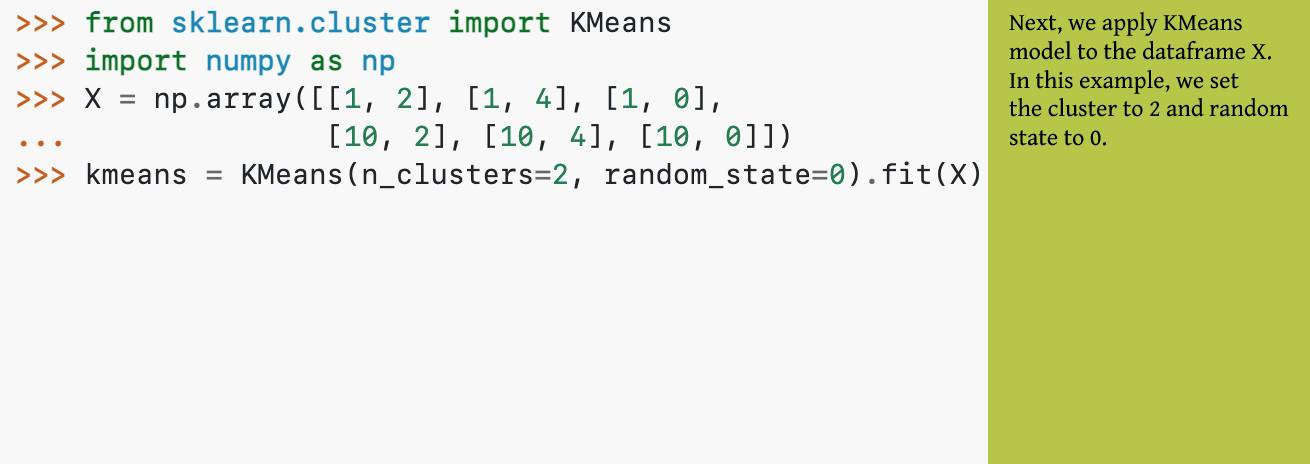 >>> from sklearn.cluster import KMeans
>>> import numpy as np
>>> X = np.array([[1, 2], [1, 4], [1, 0],
...               [10, 2], [10, 4], [10, 0]])
>>> kmeans = KMeans(n_clusters=2, random_state=0).fit(X)
Next, we apply KMeans
model to the dataframe X.
In this example, we set
the cluster to 2 and random
state to 0.